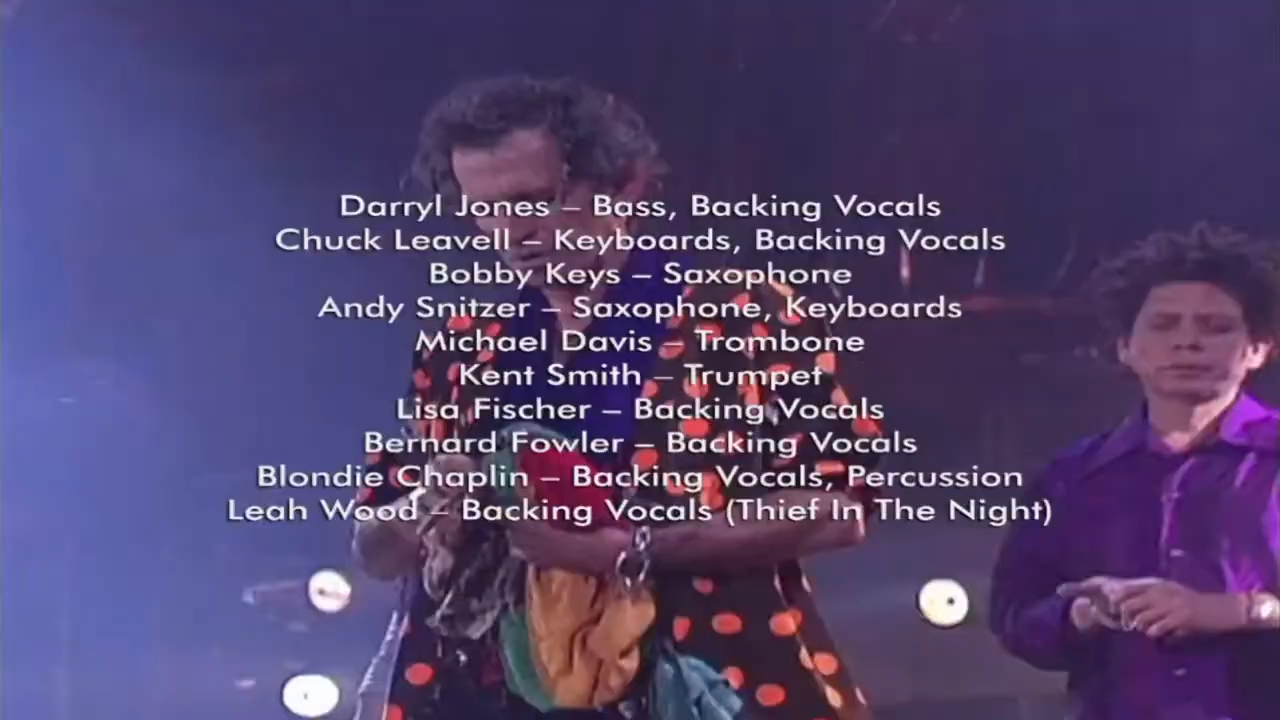 Darryl Jones – Bass, Backing Vocals
Chuck Leavell – Keyboards, Backing Vocals
Bobby Keys – Saxophone
Andy Snitzer – Saxophone, Keyboards
Michael Davis – Trombone
Kent Smith – Trumpet
Lisa Fischer – Backing Vocals
Bernard Fowler – Backing Vocals
Blondie Chaplin – Backing Vocals, Percussion
Leah Wood – Backing Vocals (Thief In The Night)